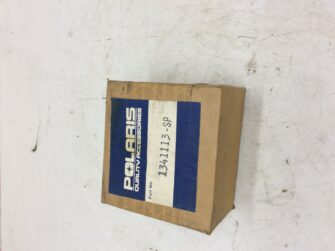 POLARIS
QUALITY ACCESSORIES
Part No. 1341113-SP